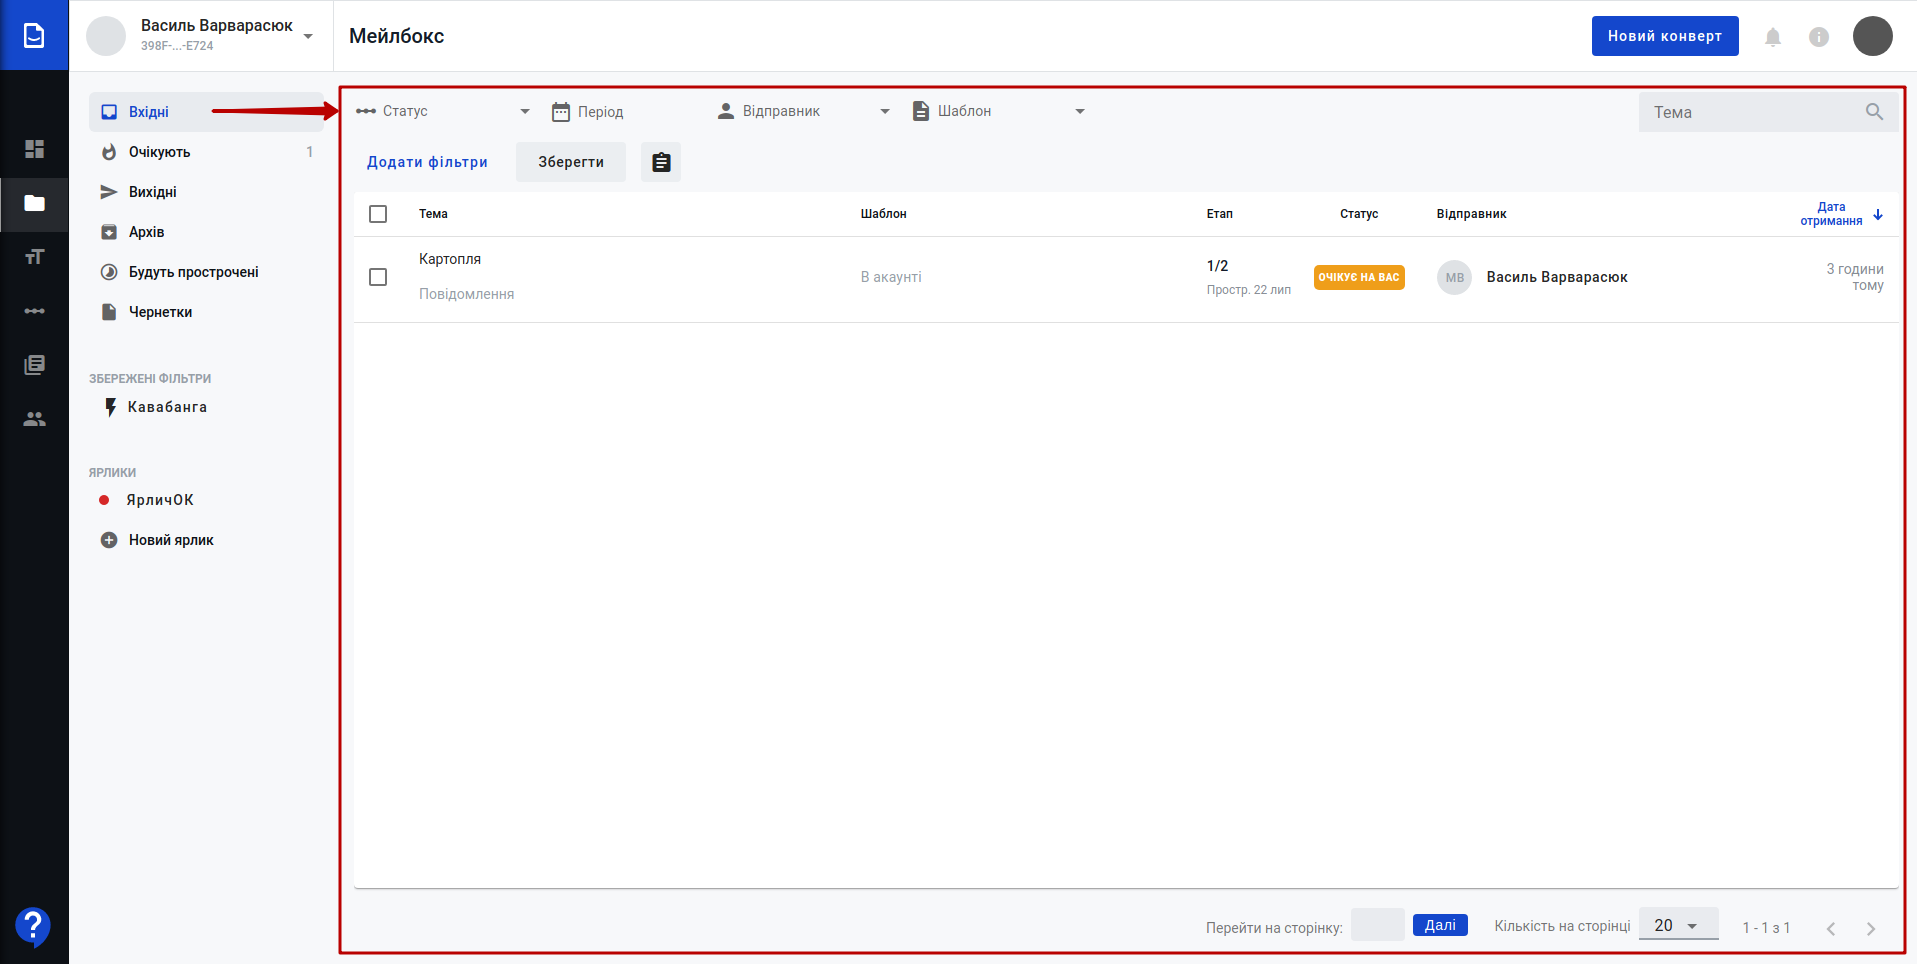 Василь Варварасюк
398F-...-E724
Мейлбокс
Новий конверт
Вхідні
Очікують 1
Вихідні
Архів
Будуть прострочені
Чернетки
ЗБЕРЕЖЕНІ ФІЛЬТРИ
Кавабанга
ЯРЛИКИ
ЯрличОК
Новий ярлик
Статус Період Відправник Шаблон Тема
Додати фільтри Зберегти
Тема Шаблон Етап Статус Відправник Дата
отримання
Картопля
Повідомлення
В акаунті
1/2
Простр. 22 лип
ОЧІКУЄ НА ВАС
МВ Василь Варварасюк
3 години
тому
Перейти на сторінку: Далі Кількість на сторінці 20 1 - 1 з 1